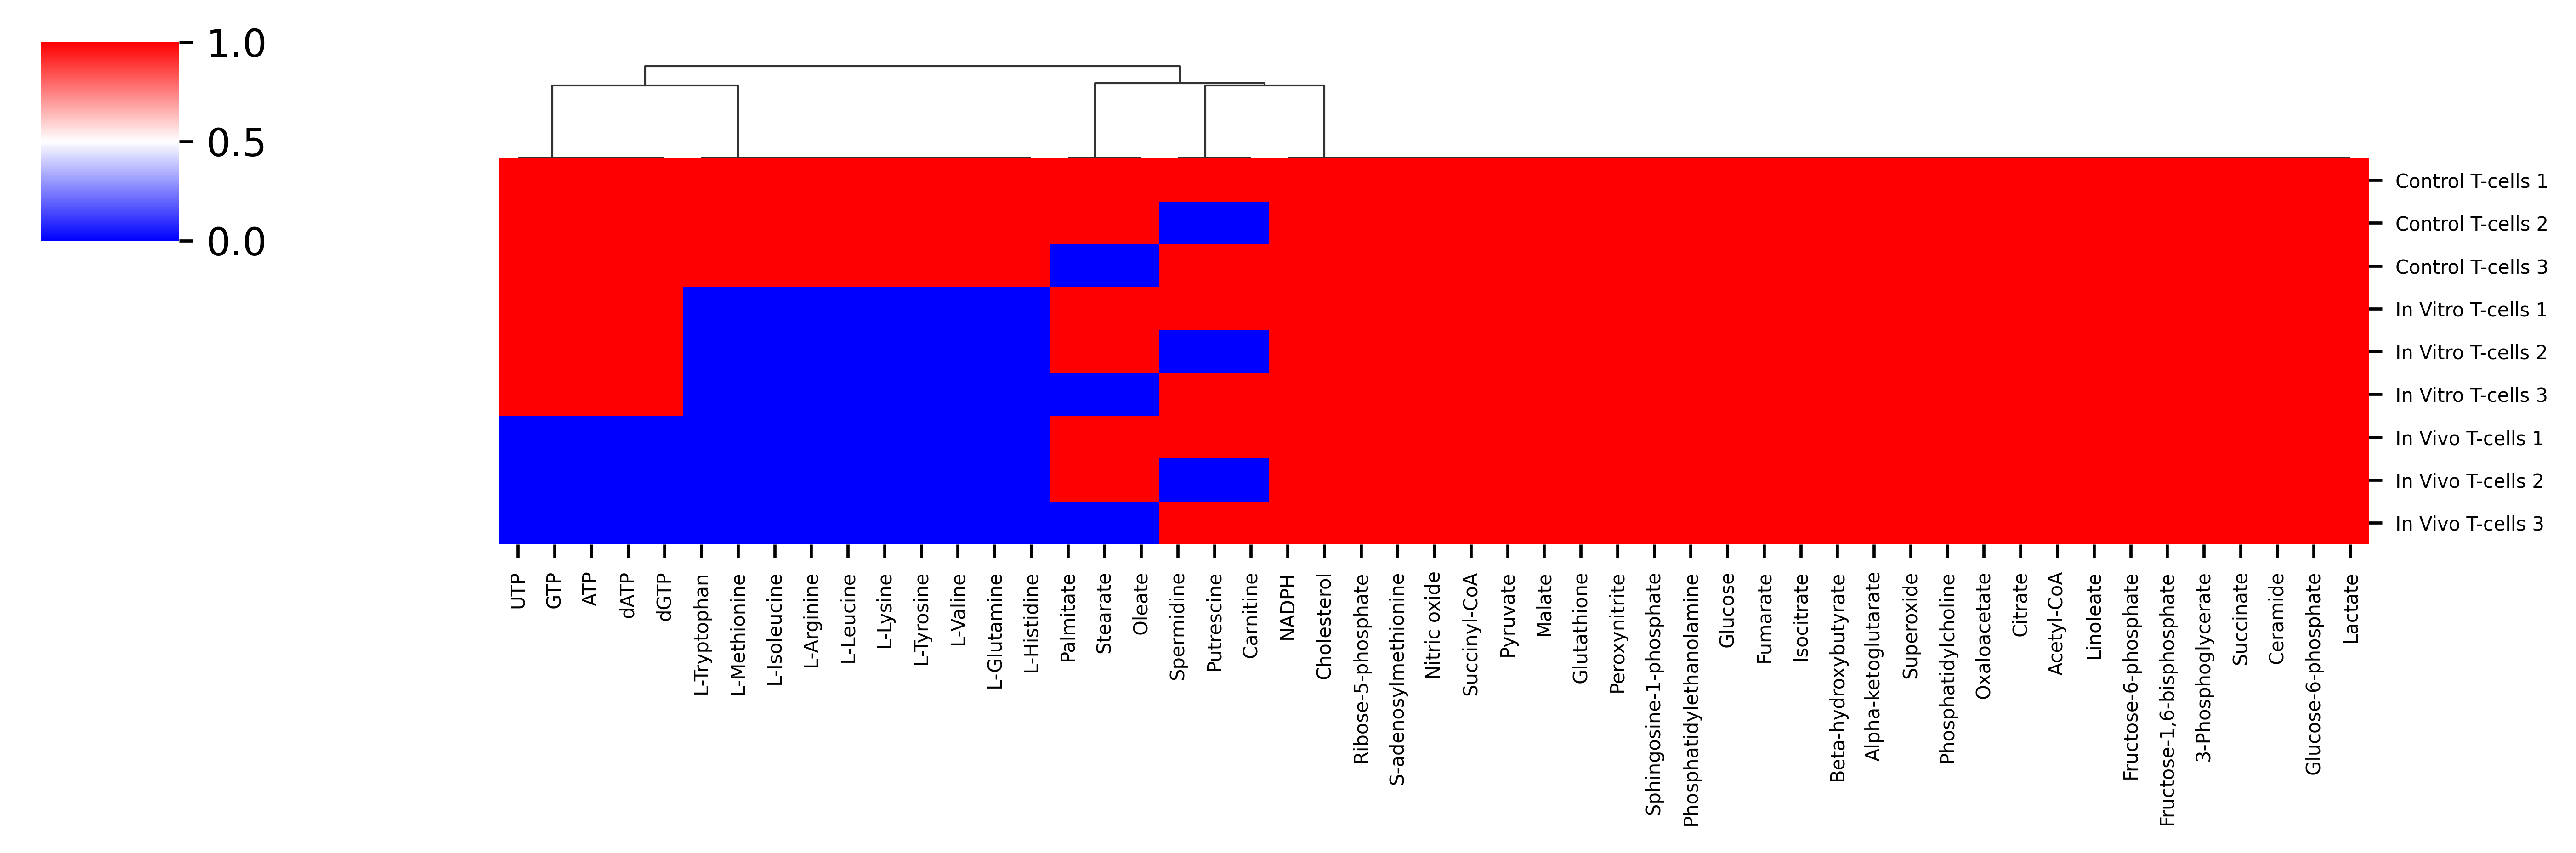 1.0
0.5
0.0
Control T-cells 1
Control T-cells 2
Control T-cells 3
In Vitro T-cells 1
In Vitro T-cells 2
In Vitro T-cells 3
In Vivo T-cells 1
In Vivo T-cells 2
In Vivo T-cells 3
UTP
GTP
ATP
dATP
dGTP
L-Tryptophan
L-Methionine
L-Isoleucine
L-Arginine
L-Leucine
L-Lysine
L-Tyrosine
L-Valine
L-Glutamine
L-Histidine
Palmitate
Stearate
Oleate
Spermidine
Putrescine
Carnitine
NADPH
Cholesterol
Ribose-5-phosphate
S-adenosylmethionine
Nitric oxide
Succinyl-CoA
Pyruvate
Malate
Glutathione
Peroxynitrite
Sphingosine-1-phosphate
Phosphatidylethanolamine
Glucose
Fumarate
Isocitrate
Beta-hydroxybutyrate
Alpha-ketoglutarate
Superoxide
Phosphatidylcholine
Oxaloacetate
Citrate
Acetyl-CoA
Linoleate
Fructose-6-phosphate
Fructose-1,6-bisphosphate
3-Phosphoglycerate
Succinate
Ceramide
Glucose-6-phosphate
Lactate